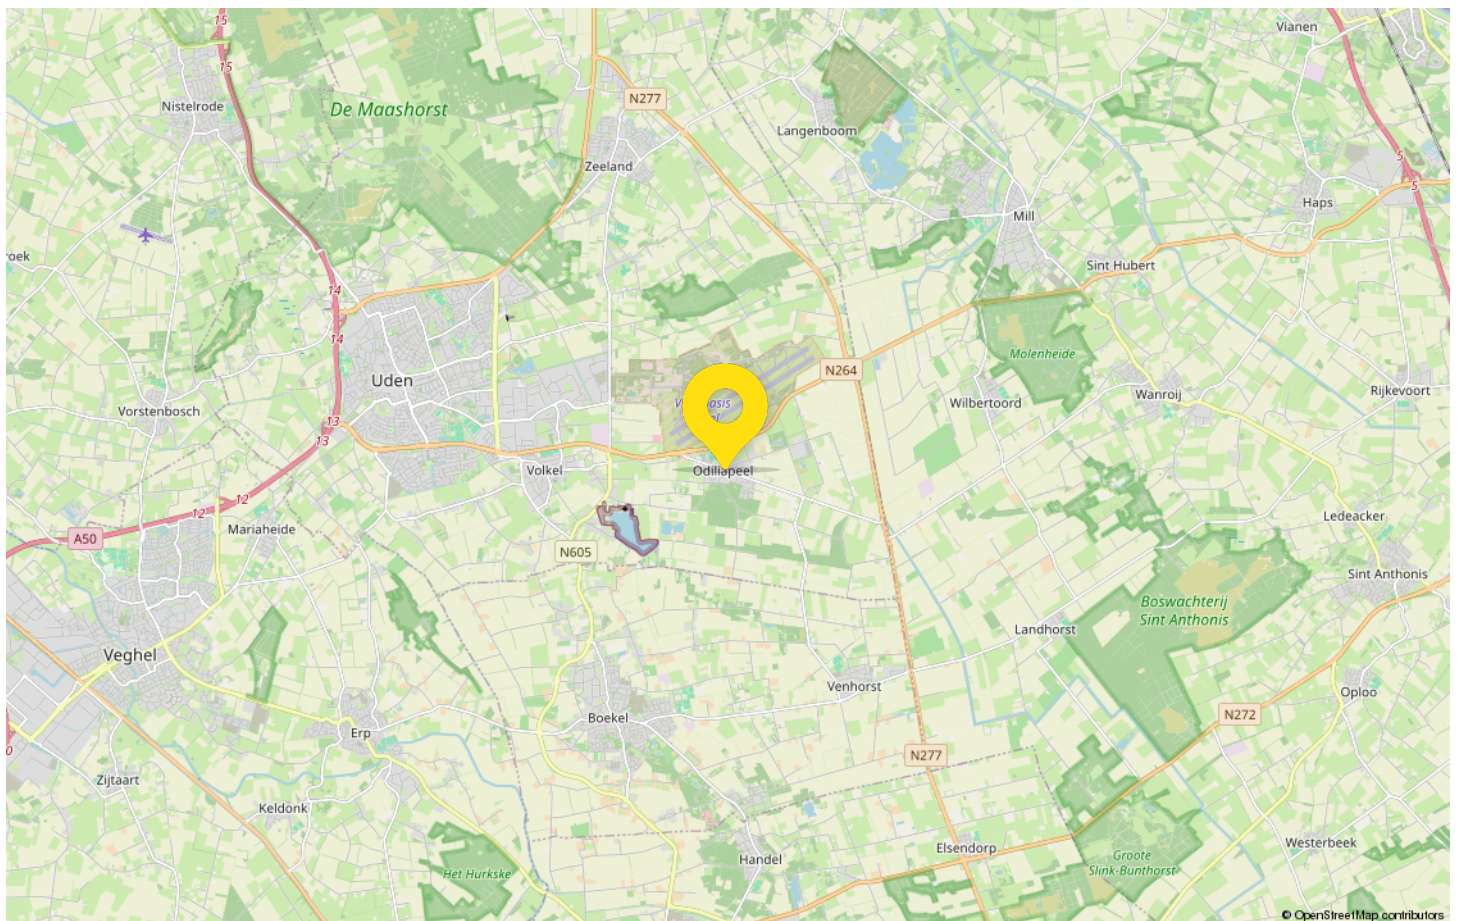 Vianen
15
N277
Nistelrode
De Maashorst
15
Langenboom
Zeeland
5
5
Haps
Mill
roek
Sint Hubert
14
14
Molenheide
N264
Uden
Rijkevoort
Wanroij
Wilbertoord
Vorstenbosch
13
13
Volkel
Odiliapeel
12
12
Mariaheide
Ledeacker
A50
N605
Sint Anthonis
Boswachterij
Sint Anthonis
Landhorst
Veghel
Venhorst
Oploo
N272
Boekel
Erp
0
N277
Zijtaart
Keldonk
Westerbeek
Elsendorp
Handel
Groote
Slink-Bunthorst
Het Hurkske
© OpenStreetMap contributors